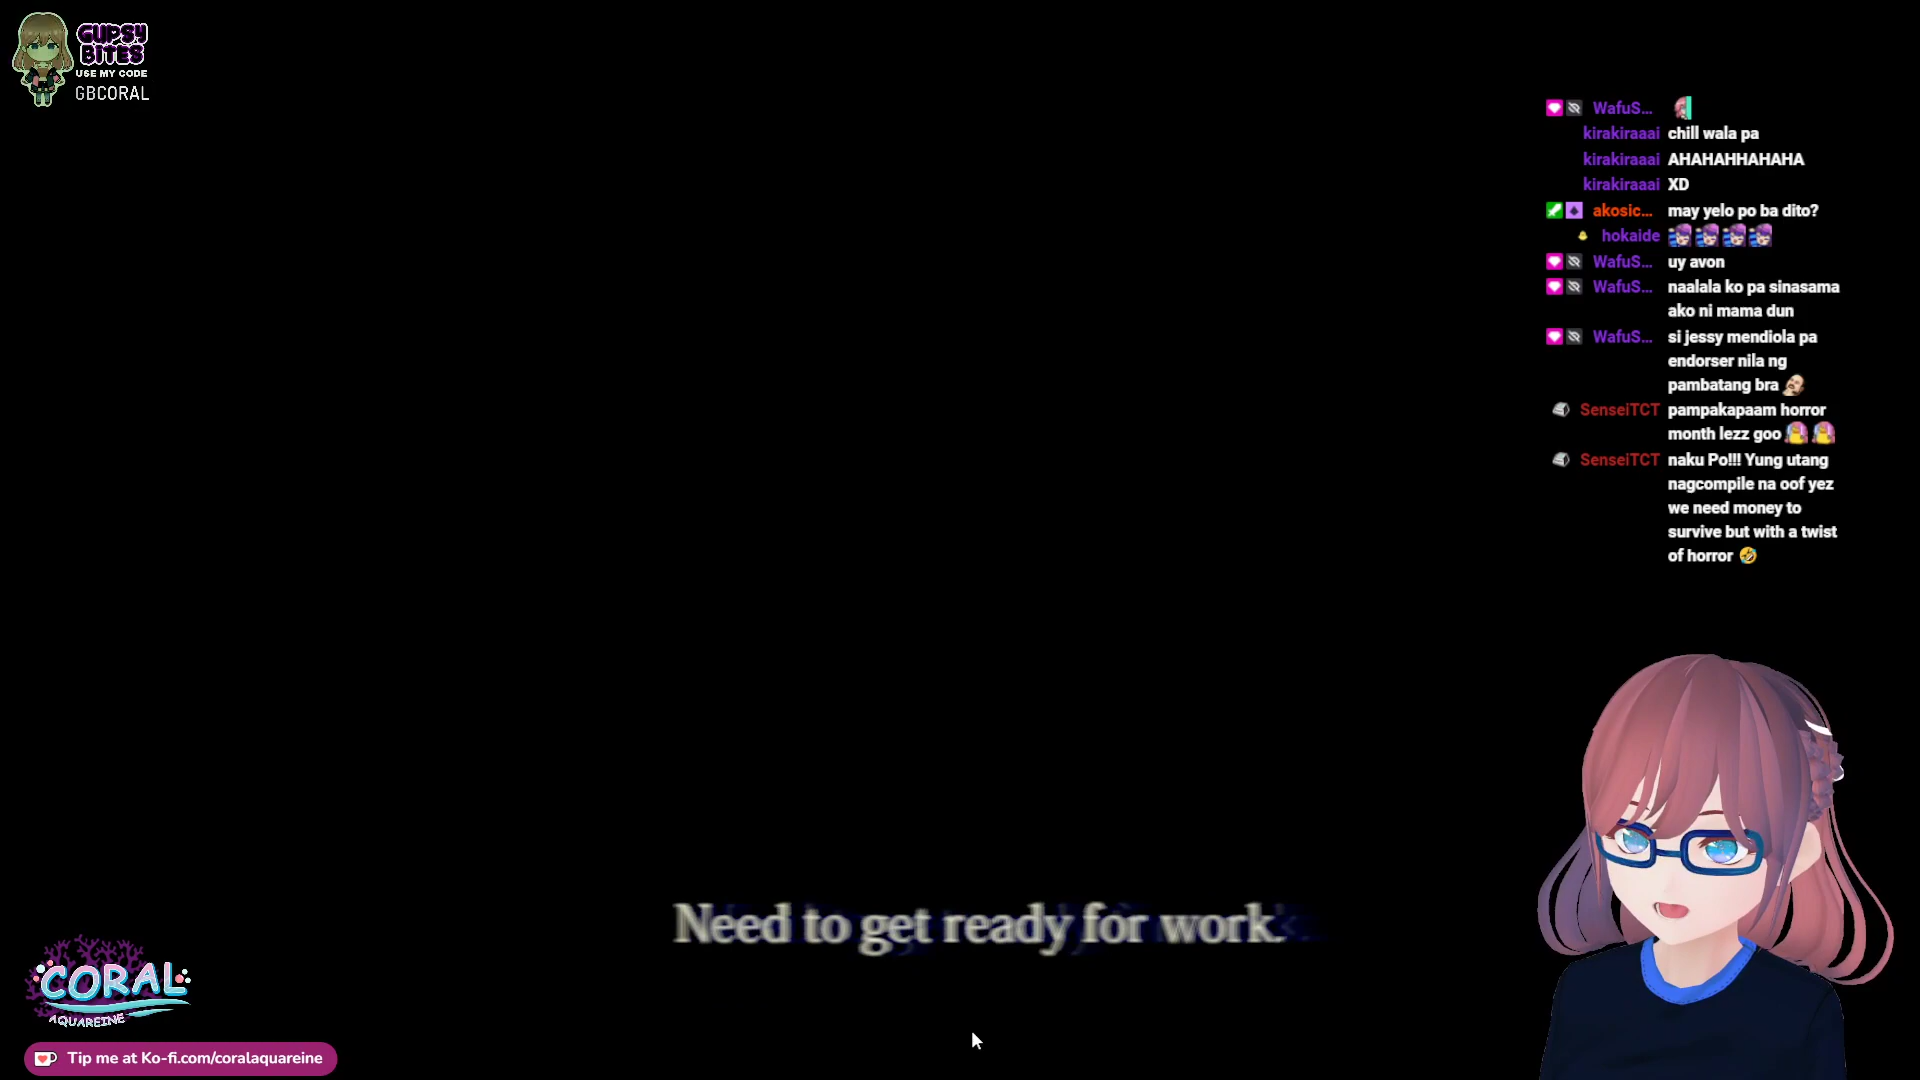 GYPSY
BITES
USE MY CODE
GBCORAL
WafuS...
kirakiraaai chill wala pa
kirakiraaai AHAHAHHAHAHA
kirakiraaai XD
akosic... may yelo po ba dito?
hokaide
WafuS... uy avon
WafuS... naalala ko pa sinasama
ako ni mama dun
WafuS... si jessy mendiola pa
endorser nila ng
pambatang bra
SenseiTCT pampakapaam horror
month lezz goo
SenseiTCT naku Po!!! Yung utang
nagcompile na oof yez
we need money to
survive but with a twist
of horror
Need to get ready for work.
CORAL
AQUAREINE
Tip me at Ko-fi.com/coralaquareine